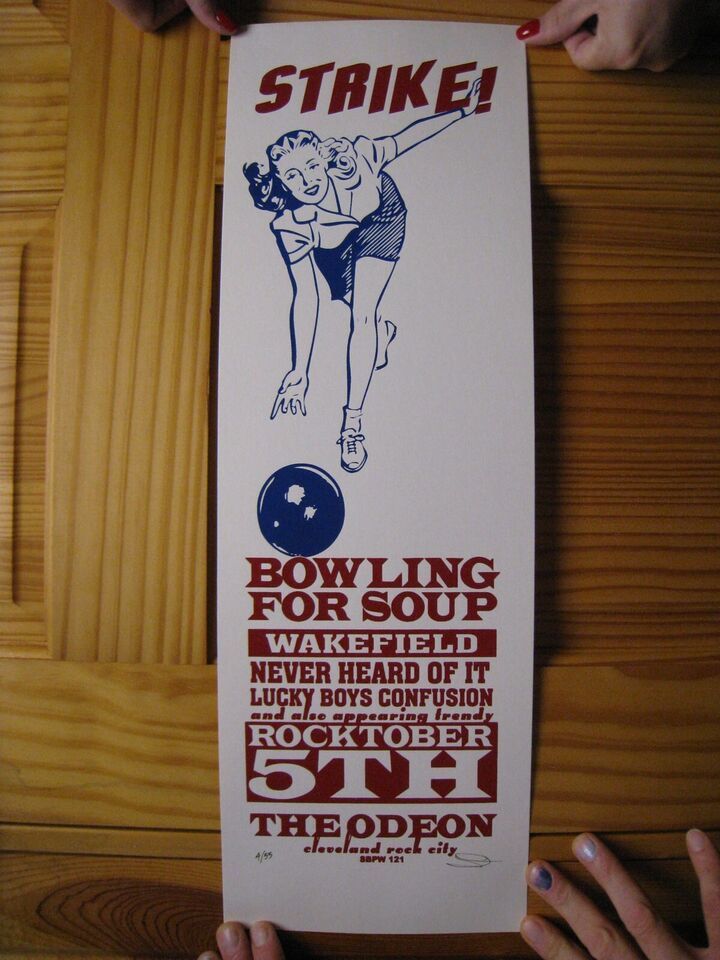 STRIKE!
BOWLING
FOR SOUP
WAKEFIELD
NEVER HEARD OF IT
LUCKY BOYS CONFUSION
and also appearing trendy
ROCKTOBER
5TH
THE ODEON
cleveland rock city
4/55
SBPW 121